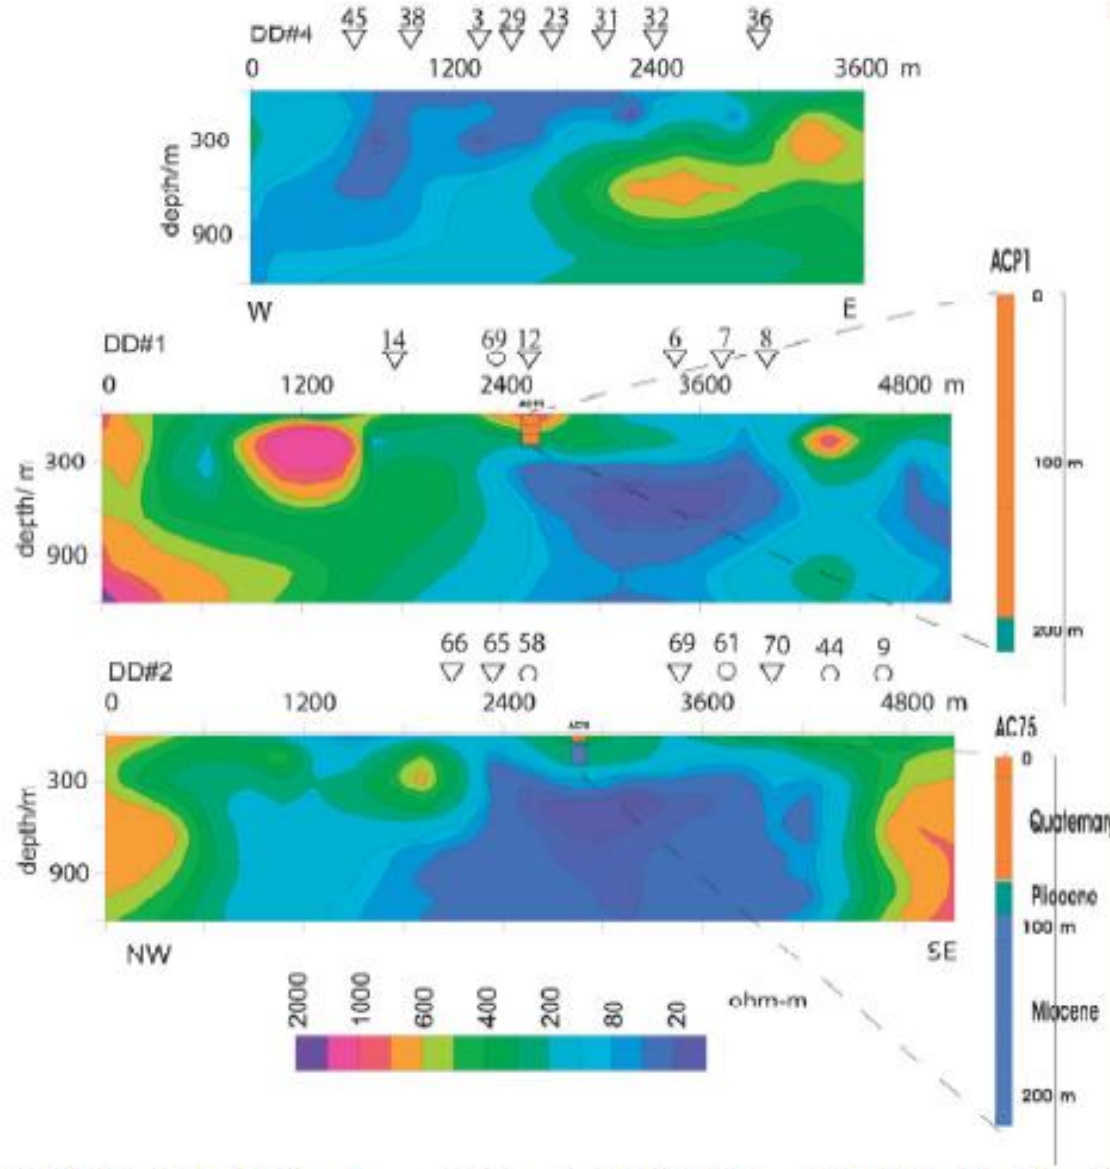 45 38 3 29 23 31 32 36
DD#4
0 1200 2400 3600 m
300
depth/m
900
W E
ACP1
0
100 m
200 m
DD#1
14 69 12 6 7 8
0 1200 2400 3600 4800 m
300
depth/ m
900
66 65 58 69 61 70 44 9
DD#2
0 1200 2400 3600 4800 m
AC75
300
depth/m
900
NW SE
0
Quaternar
Pliocene
100 m
Miocene
200 m
2000 1000 600 400 200 80 20
ohm-m